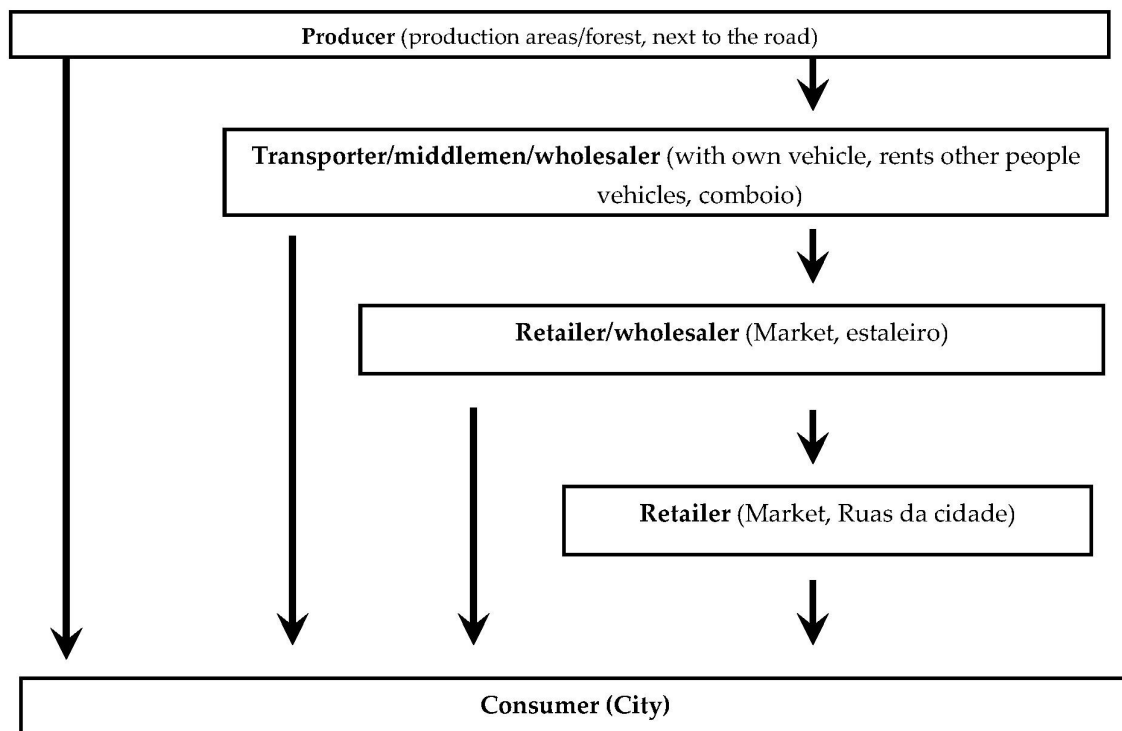 Producer (production areas/forest, next to the road)
Transporter/middlemen/wholesaler (with own vehicle, rents other people
vehicles, comboio)
Retailer/wholesaler (Market, estaleiro)
Retailer (Market, Ruas da cidade)
Consumer (City)